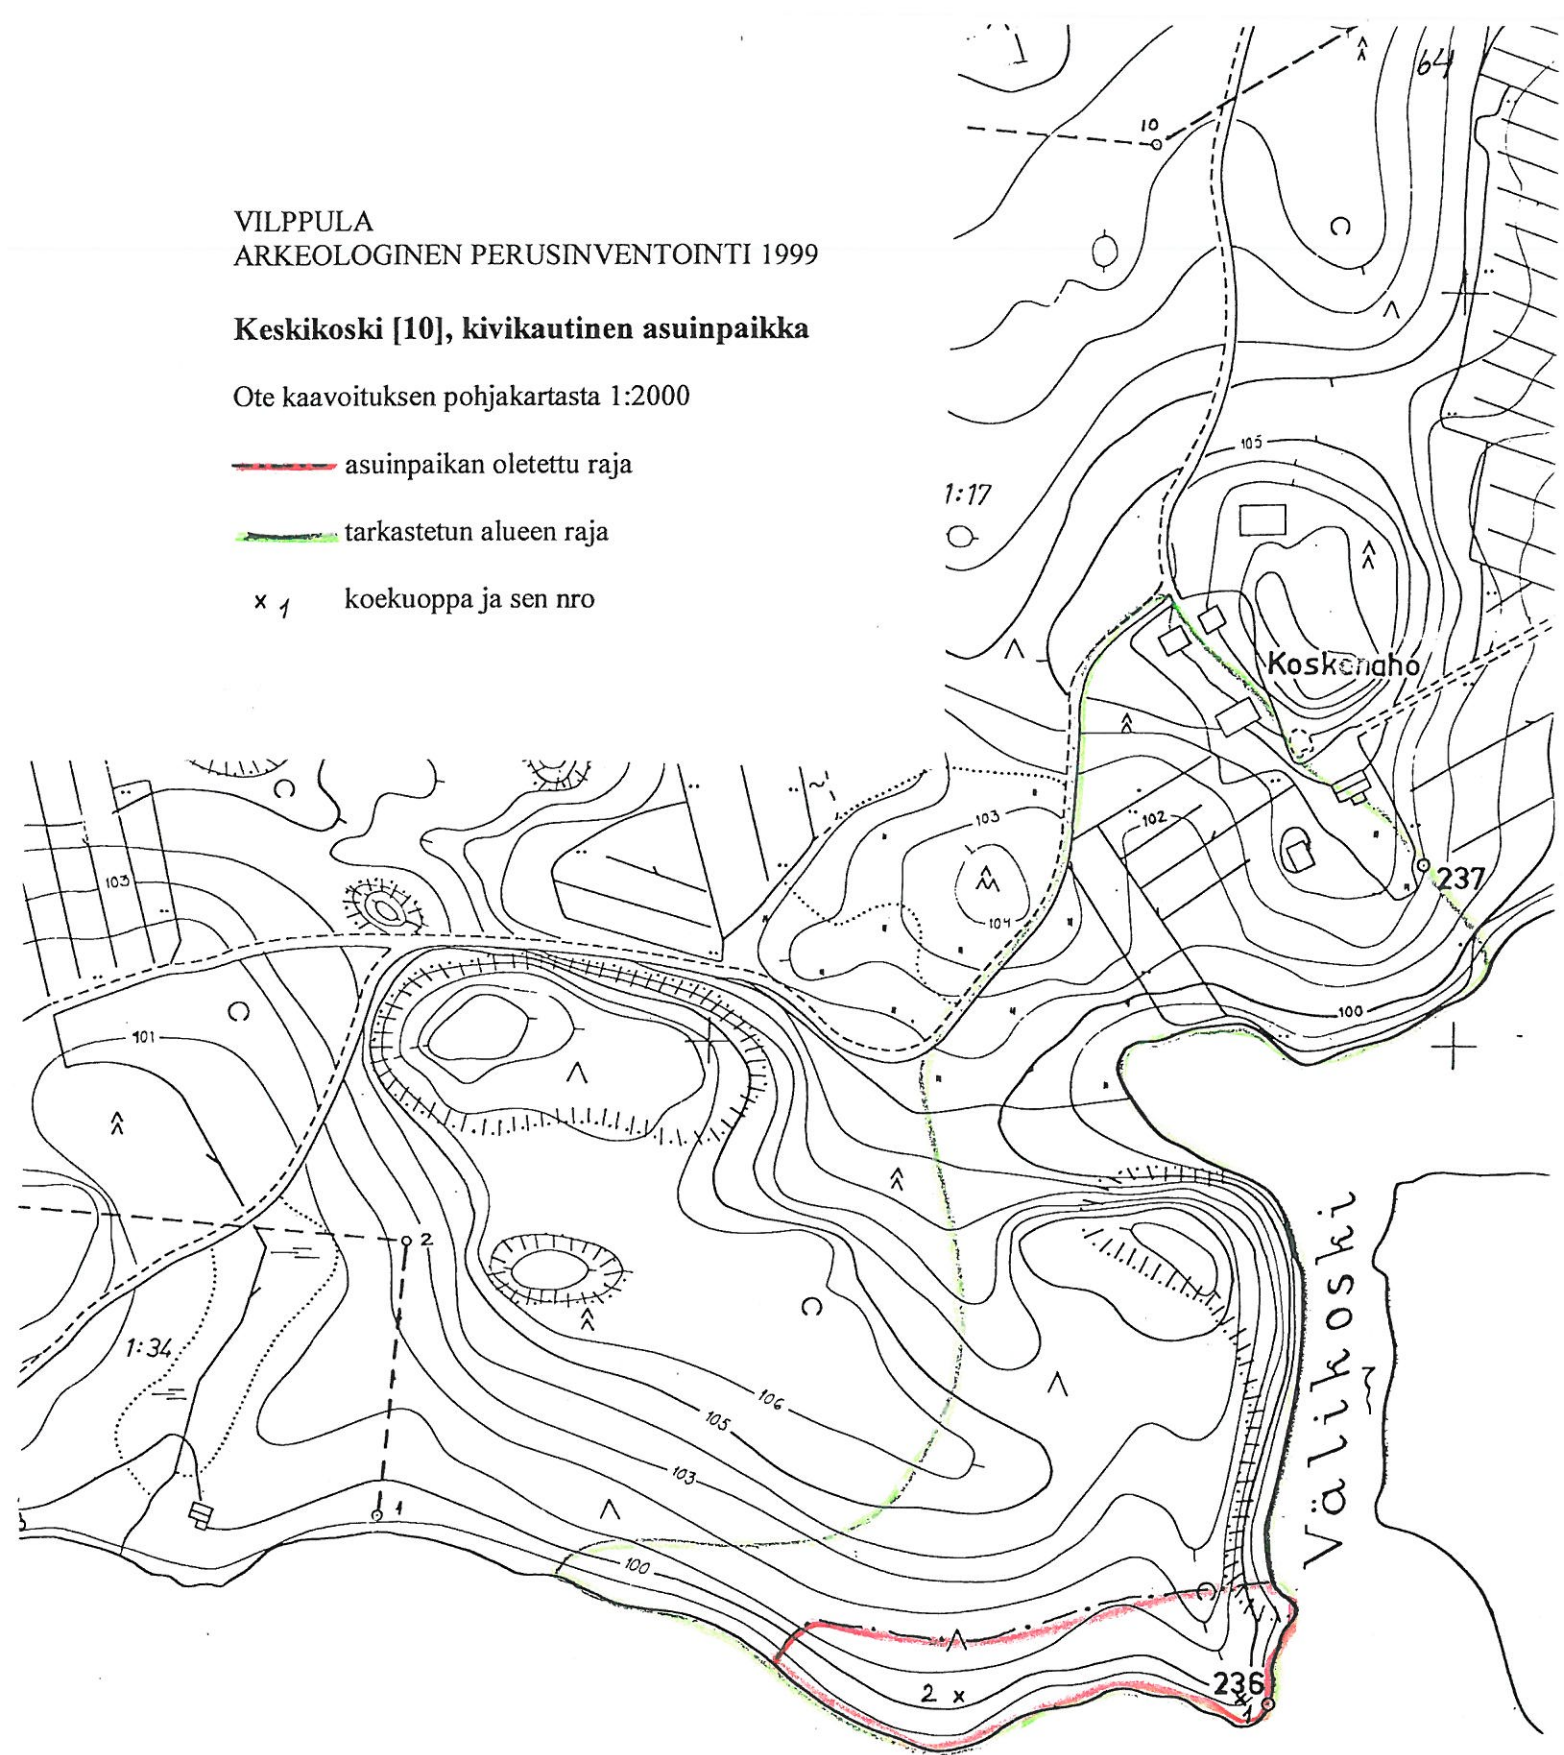 VILPPULA
ARKEOLOGINEN PERUSINVENTOINTI 1999
Keskikoski [10], kivikautinen asuinpaikka
Ote kaavoituksen pohjakartasta 1:2000
asuinpaikan oletettu raja
tarkastetun alueen raja
x 1 koekuoppa ja sen nro
64
10
105
1:17
Koskenaho
103
102
237
103
104
100
101
2
Välikoski
1:34
106
105
103
1
100
236
2 x
1